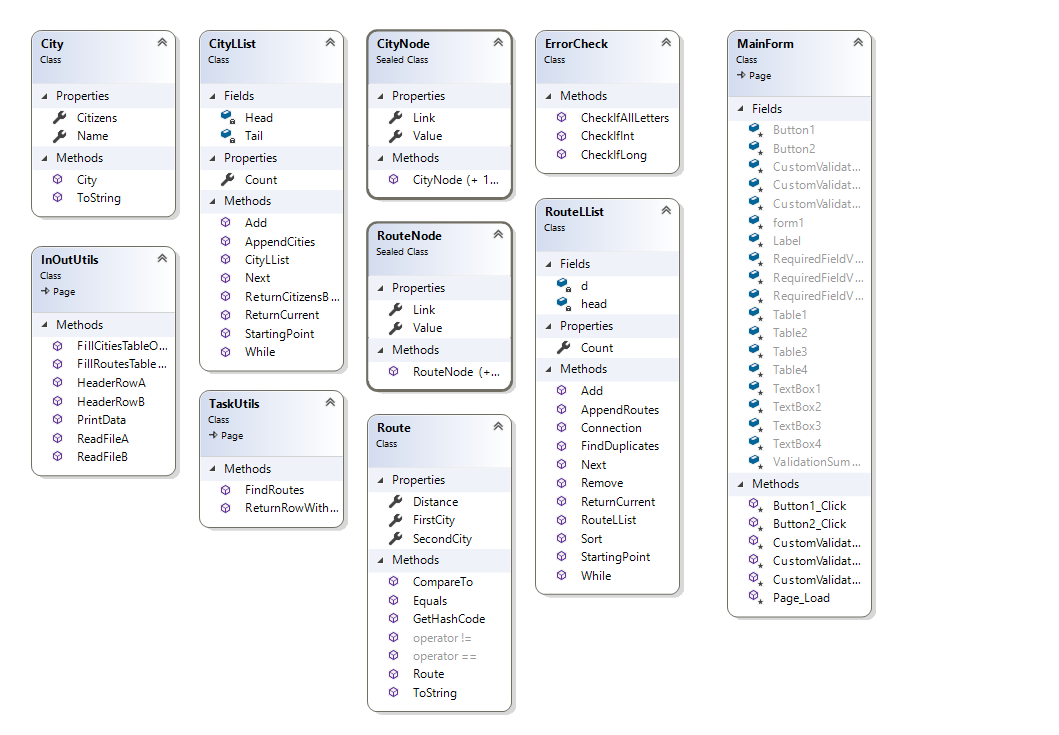 City
Class
Properties
Citizens
Name
Methods
City
ToString
InOutUtils
Class
Page
Methods
FillCitiesTableO...
FillRoutesTable...
HeaderRowA
HeaderRowB
PrintData
ReadFileA
ReadFileB
CityLList
Class
Fields
Head
Tail
Properties
Count
Methods
Add
AppendCities
CityLList
Next
ReturnCitizensB...
ReturnCurrent
StartingPoint
While
TaskUtils
Class
Page
Methods
FindRoutes
ReturnRowWith...
CityNode
Sealed Class
Properties
Link
Value
Methods
CityNode (+ 1...
RouteNode
Sealed Class
Properties
Link
Value
Methods
RouteNode (+...
Route
Class
Properties
Distance
FirstCity
SecondCity
Methods
CompareTo
Equals
GetHashCode
operator !=
operator ==
Route
ToString
ErrorCheck
Class
Methods
CheckIfAllLetters
CheckIfInt
CheckIfLong
RouteLList
Class
Fields
d
head
Properties
Count
Methods
Add
AppendRoutes
Connection
FindDuplicates
Next
Remove
ReturnCurrent
RouteLList
Sort
StartingPoint
While
MainForm
Class
Page
Fields
Button1
Button2
CustomValidat...
CustomValidat...
CustomValidat...
form1
Label
RequiredFieldV...
RequiredFieldV...
RequiredFieldV...
Table1
Table2
Table3
Table4
TextBox1
TextBox2
TextBox3
TextBox4
ValidationSum...
Methods
Button1_Click
Button2_Click
CustomValidat...
CustomValidat...
CustomValidat...
Page_Load